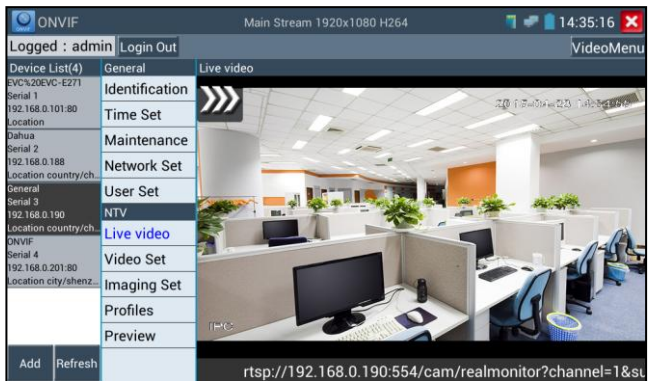 ONVIF
Main Stream 1920x1080 H264
14:35:16
Logged : admin
Login Out
VideoMenu
Device List(4)
EVC%20EVC-E271
Serial 1
192.168.0.101:80
Location
Dahua
Serial 2
192.168.0.188
Location country/ch...
General
Serial 3
192.168.0.190
Location country/ch...
ONVIF
Serial 4
192.168.0.201:80
Location city/shenz...
Add
Refresh
General
Identification
Time Set
Maintenance
Network Set
User Set
NTV
Live video
Video Set
Imaging Set
Profiles
Preview
Live video
IPC
rtsp://192.168.0.190:554/cam/realmonitor?channel=1&su